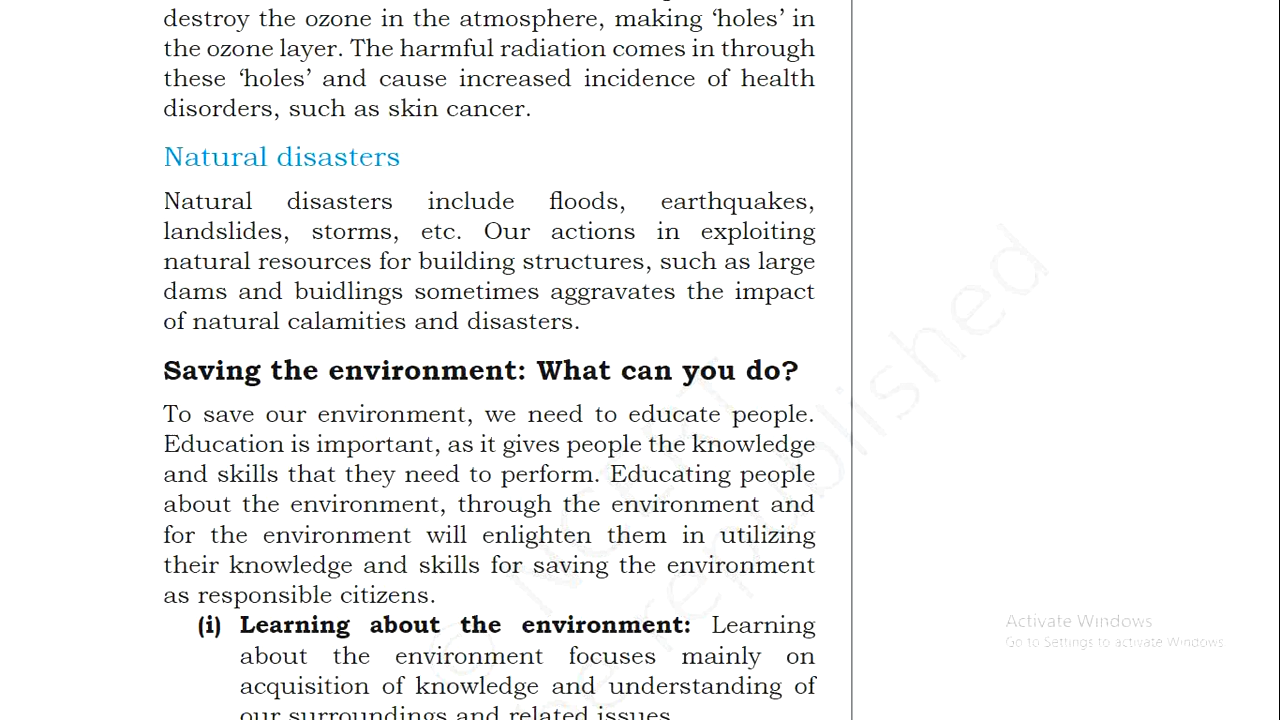 destroy the ozone in the atmosphere, making ‘holes’ in
the ozone layer. The harmful radiation comes in through
these ‘holes’ and cause increased incidence of health
disorders, such as skin cancer.
Natural disasters
Natural disasters include floods, earthquakes,
landslides, storms, etc. Our actions in exploiting
natural resources for building structures, such as large
dams and buidlings sometimes aggravates the impact
of natural calamities and disasters.
Saving the environment: What can you do?
To save our environment, we need to educate people.
Education is important, as it gives people the knowledge
and skills that they need to perform. Educating people
about the environment, through the environment and
for the environment will enlighten them in utilizing
their knowledge and skills for saving the environment
as responsible citizens.
(i) Learning about the environment: Learning
about the environment focuses mainly on
acquisition of knowledge and understanding of
our surroundings and related issues.
NCERT
republished
Activate Windows
Go to Settings to activate Windows